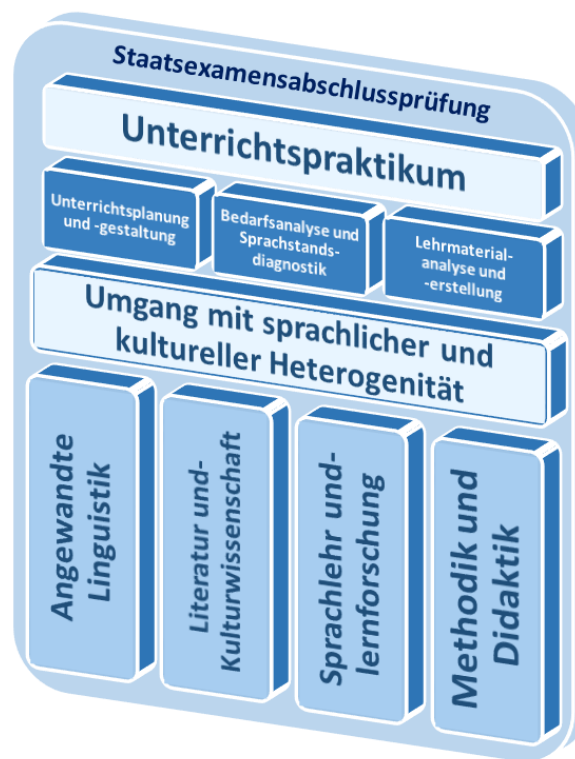 Staatsexamensabschlussprüfung
Unterrichtspraktikum
Unterrichtsplanung
und -gestaltung
Bedarfsanalyse und
Sprachstands-
diagnostik
Lehrmaterial-
analyse und
-erstellung
Umgang mit sprachlicher und
kultureller Heterogenität
Angewandte
Linguistik
Literatur und-
Kulturwissenschaft
Sprachlehr und-
lernforschung
Methodik und
Didaktik